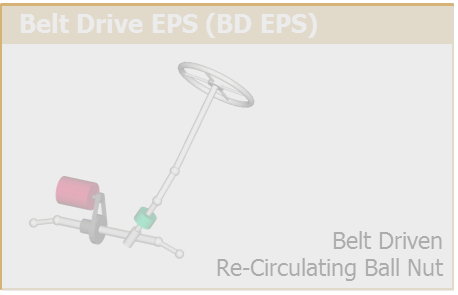 Belt Drive EPS (BD EPS)
Belt Driven
Re-Circulating Ball Nut